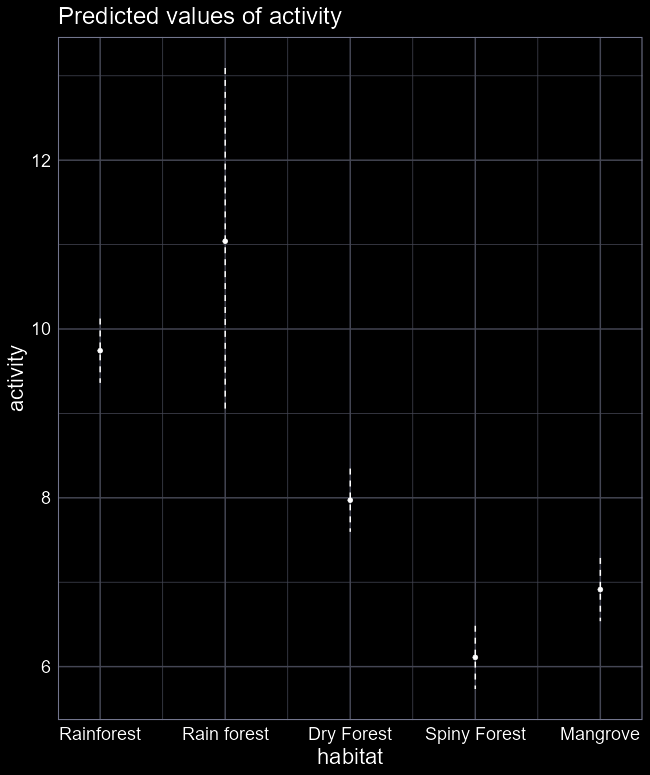 Predicted values of activity
12
10
8
6
activity
Rainforest Rain forest Dry Forest Spiny Forest Mangrove
habitat